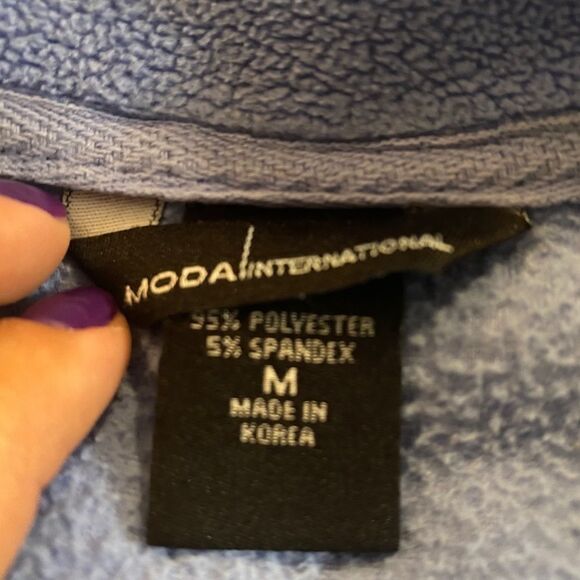 MODA INTERNATIONAL
95% POLYESTER
5% SPANDEX
M
MADE IN
KOREA